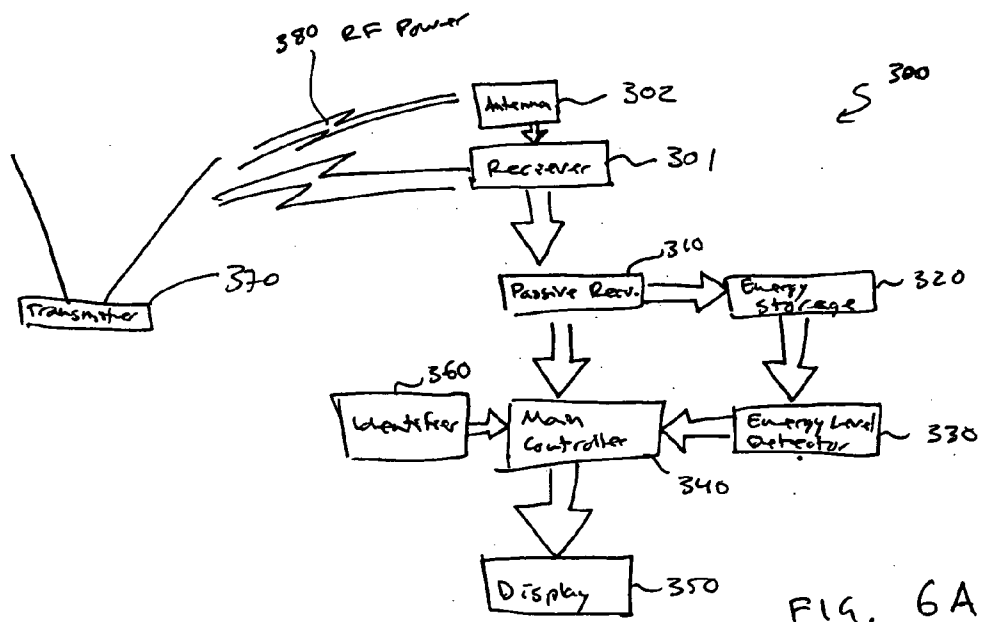 380 RF Power
300
Antenna
302
Reciever
301
370
Transmitter
310
Passive Recv.
Energy
Storage
320
360
Identifier
Main
Controller
340
Energy Level
Detector
330
Display
350
FIG. 6A